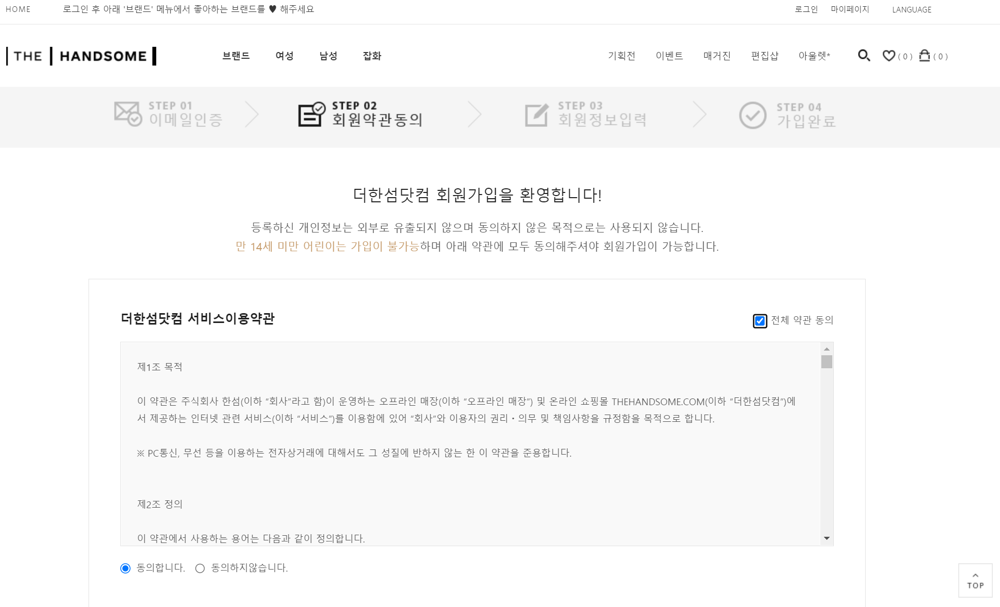 HOME 로그인 후 아래 '브랜드' 메뉴에서 좋아하는 브랜드를 ♥ 해주세요 로그인 마이페이지 LANGUAGE
THE HANDSOME 브랜드 여성 남성 잡화 기획전 이벤트 매거진 편집샵 아울렛* ( 0 ) ( 0 )
STEP 01
이메일인증
STEP 02
회원약관동의
STEP 03
회원정보입력
STEP 04
가입완료
더한섬닷컴 회원가입을 환영합니다!
등록하신 개인정보는 외부로 유출되지 않으며 동의하지 않은 목적으로는 사용되지 않습니다.
만 14세 미만 어린이는 가입이 불가능하며 아래 약관에 모두 동의해주셔야 회원가입이 가능합니다.
더한섬닷컴 서비스이용약관 전체 약관 동의
제1조 목적
이 약관은 주식회사 한섬(이하 “회사”라고 함)이 운영하는 오프라인 매장(이하 “오프라인 매장”) 및 온라인 쇼핑몰 THEHANDSOME.COM(이하 “더한섬닷컴”)에
서 제공하는 인터넷 관련 서비스(이하 “서비스”)를 이용함에 있어 “회사”와 이용자의 권리・의무 및 책임사항을 규정함을 목적으로 합니다.
※ PC통신, 무선 등을 이용하는 전자상거래에 대해서도 그 성질에 반하지 않는 한 이 약관을 준용합니다.
제2조 정의
이 약관에서 사용하는 용어는 다음과 같이 정의합니다.
동의합니다. 동의하지않습니다.
TOP